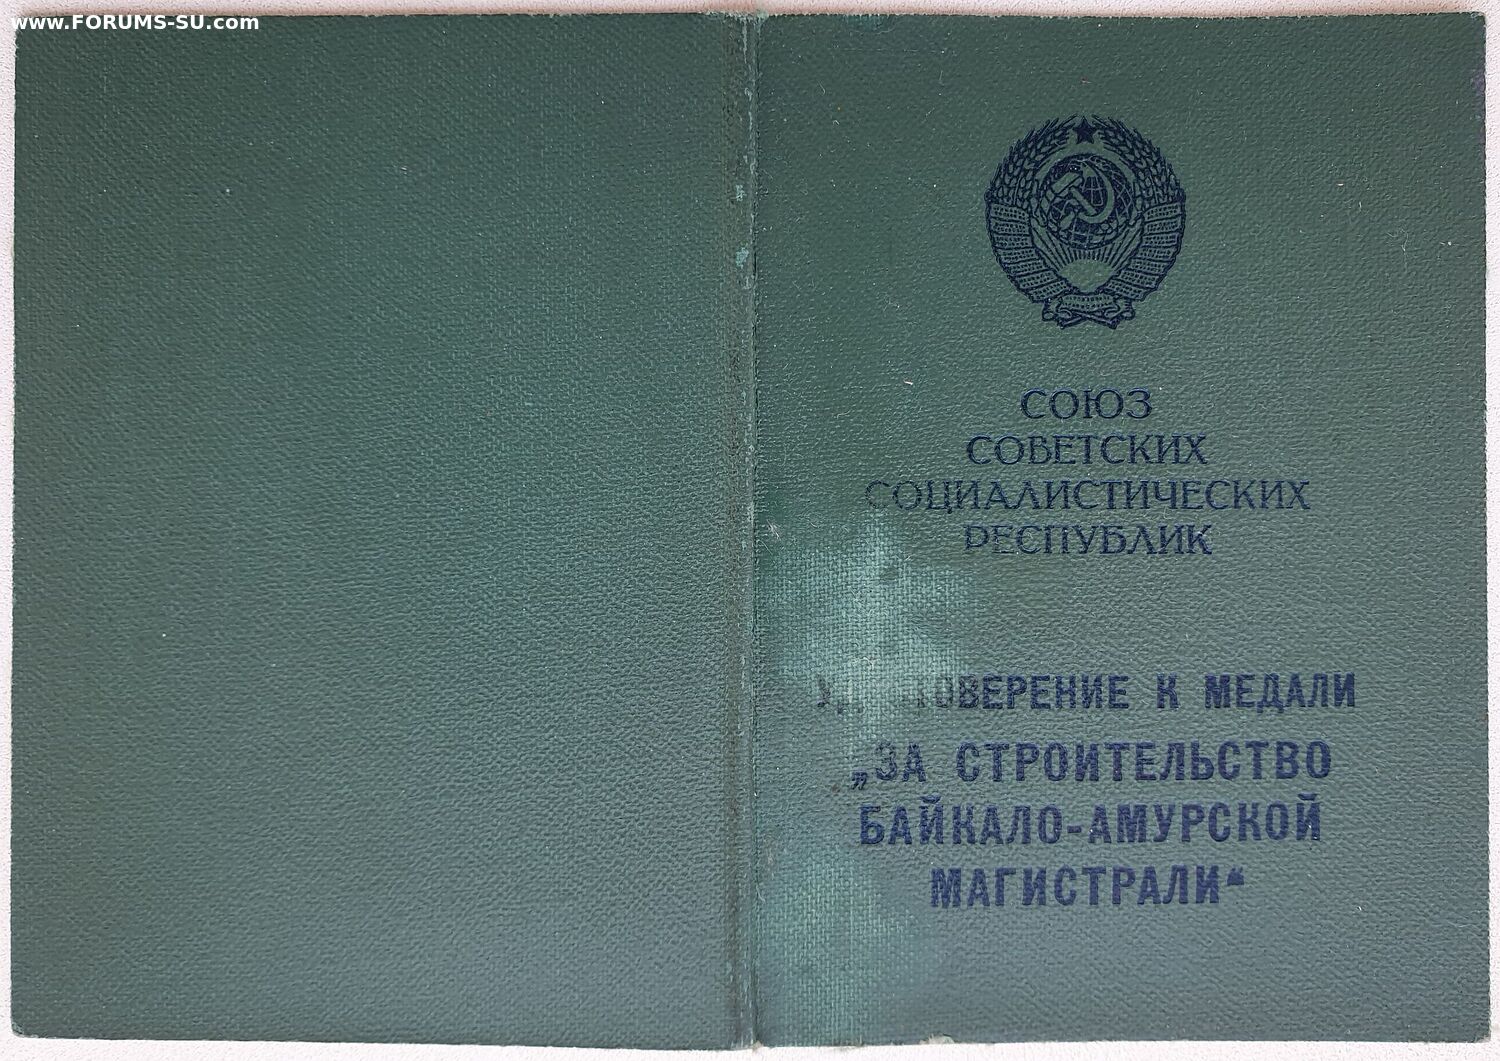 www.FORUMS-SU.com
СОЮЗ
СОВЕТСКИХ
СОЦИАЛИСТИЧЕСКИХ
РЕСПУБЛИК
К МЕДАЛИ
„ЗА СТРОИТЕЛЬСТВО
БАЙКАЛО-АМУРСКОЙ
МАГИСТРАЛИ“